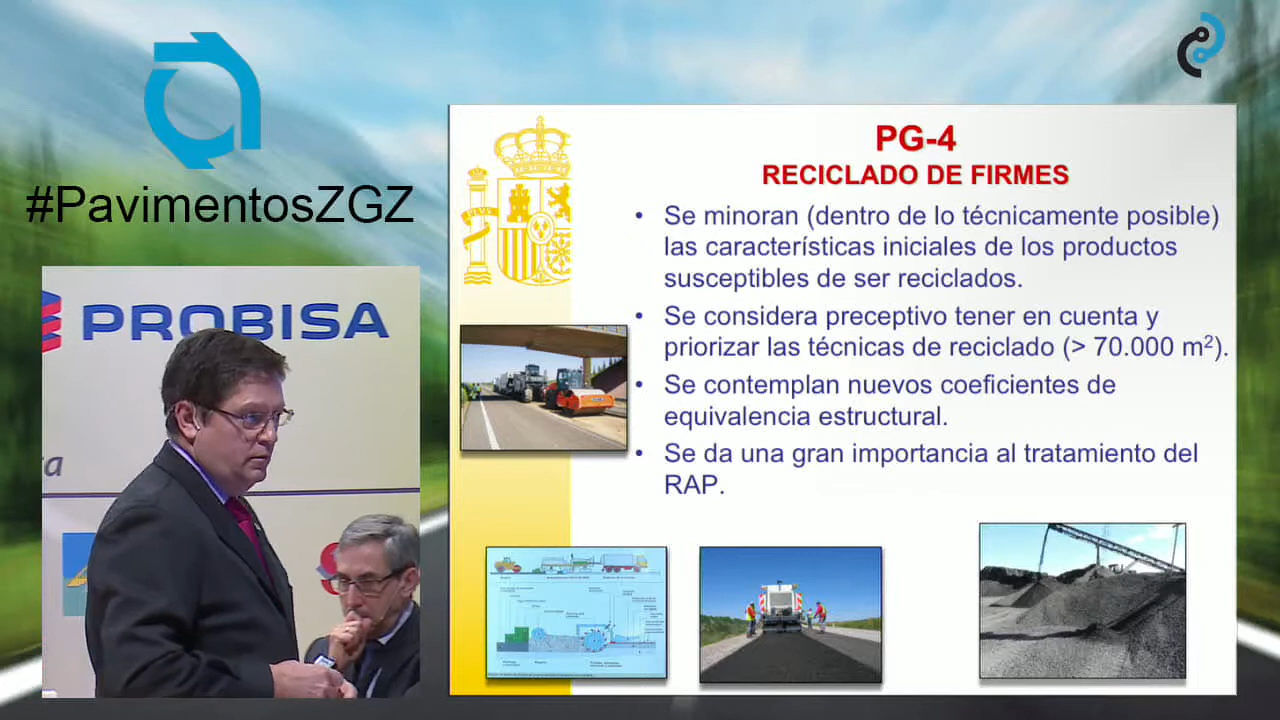 #PavimentosZGZ
PROBISA
PG-4
RECICLADO DE FIRMES
• Se minoran (dentro de lo técnicamente posible)
las características iniciales de los productos
susceptibles de ser reciclados.
• Se considera preceptivo tener en cuenta y
priorizar las técnicas de reciclado (> 70.000 m²).
• Se contemplan nuevos coeficientes de
equivalencia estructural.
• Se da una gran importancia al tratamiento del
RAP.